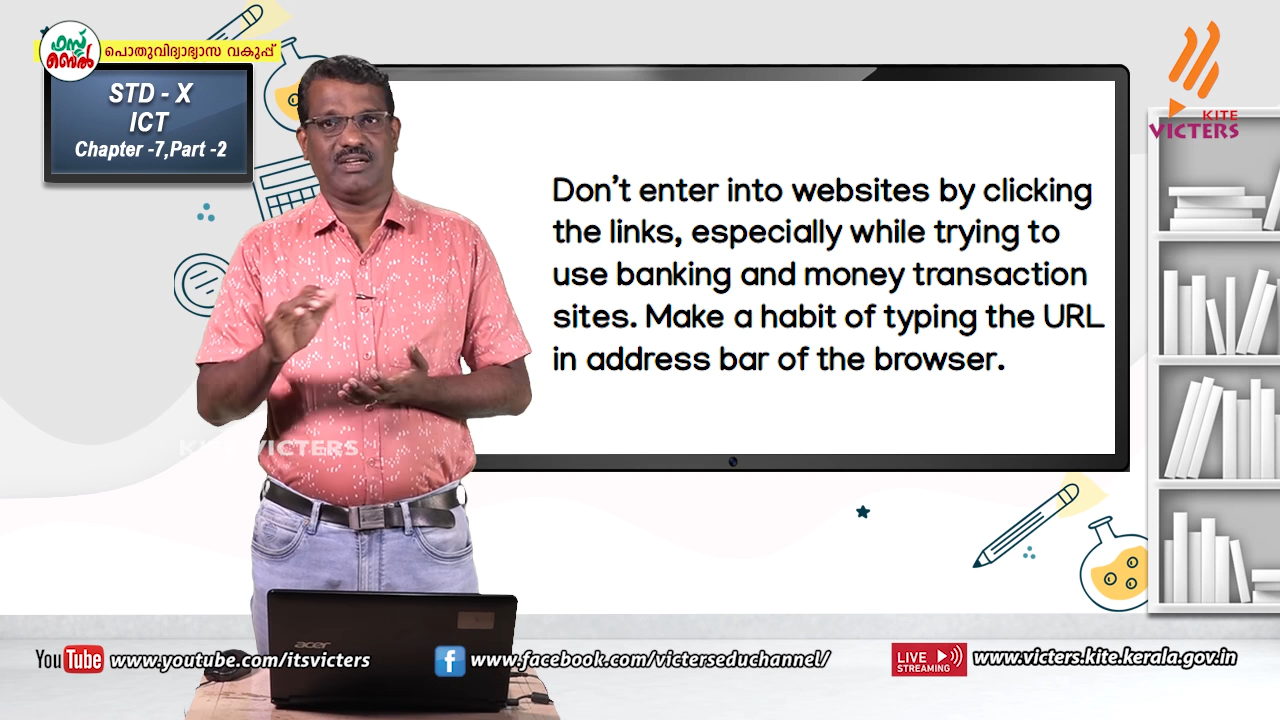 ഫസ്റ്റ്
ബെൽ
പൊതുവിദ്യാഭ്യാസ വകുപ്പ്
STD - X
ICT
Chapter -7,Part -2
KITE
VICTERS
Don't enter into websites by clicking
the links, especially while trying to
use banking and money transaction
sites. Make a habit of typing the URL
in address bar of the browser.
KITE VICTERS
acer
YouTube www.youtube.com/itsvicters
f www.facebook.com/victerseduchannel/
LIVE
STREAMING
www.victers.kite.kerala.gov.in